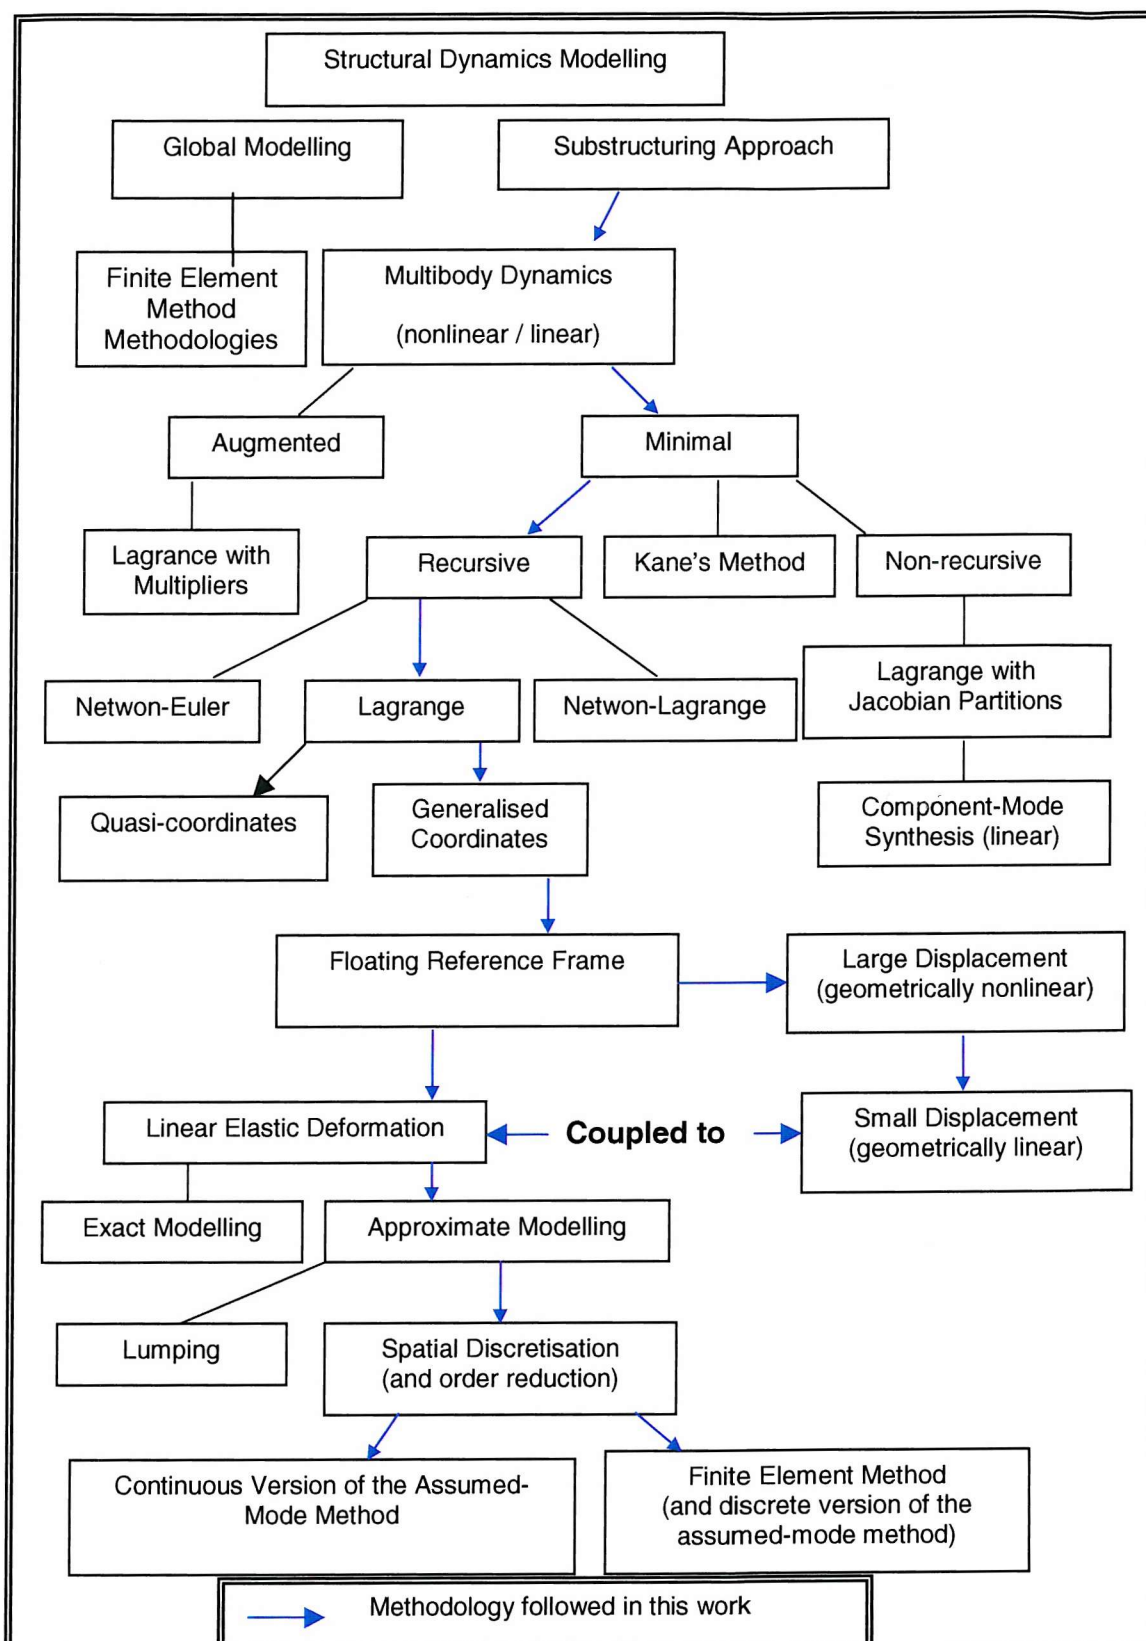 Structural Dynamics Modelling
Global Modelling
Substructuring Approach
Finite Element
Method
Methodologies
Multibody Dynamics
(nonlinear / linear)
Augmented
Minimal
Lagrance with
Multipliers
Recursive
Kane's Method
Non-recursive
Netwon-Euler
Lagrange
Netwon-Lagrange
Lagrange with
Jacobian Partitions
Quasi-coordinates
Generalised
Coordinates
Component-Mode
Synthesis (linear)
Floating Reference Frame
Large Displacement
(geometrically nonlinear)
Linear Elastic Deformation
Coupled to
Small Displacement
(geometrically linear)
Exact Modelling
Approximate Modelling
Lumping
Spatial Discretisation
(and order reduction)
Continuous Version of the Assumed-
Mode Method
Finite Element Method
(and discrete version of the
assumed-mode method)
Methodology followed in this work